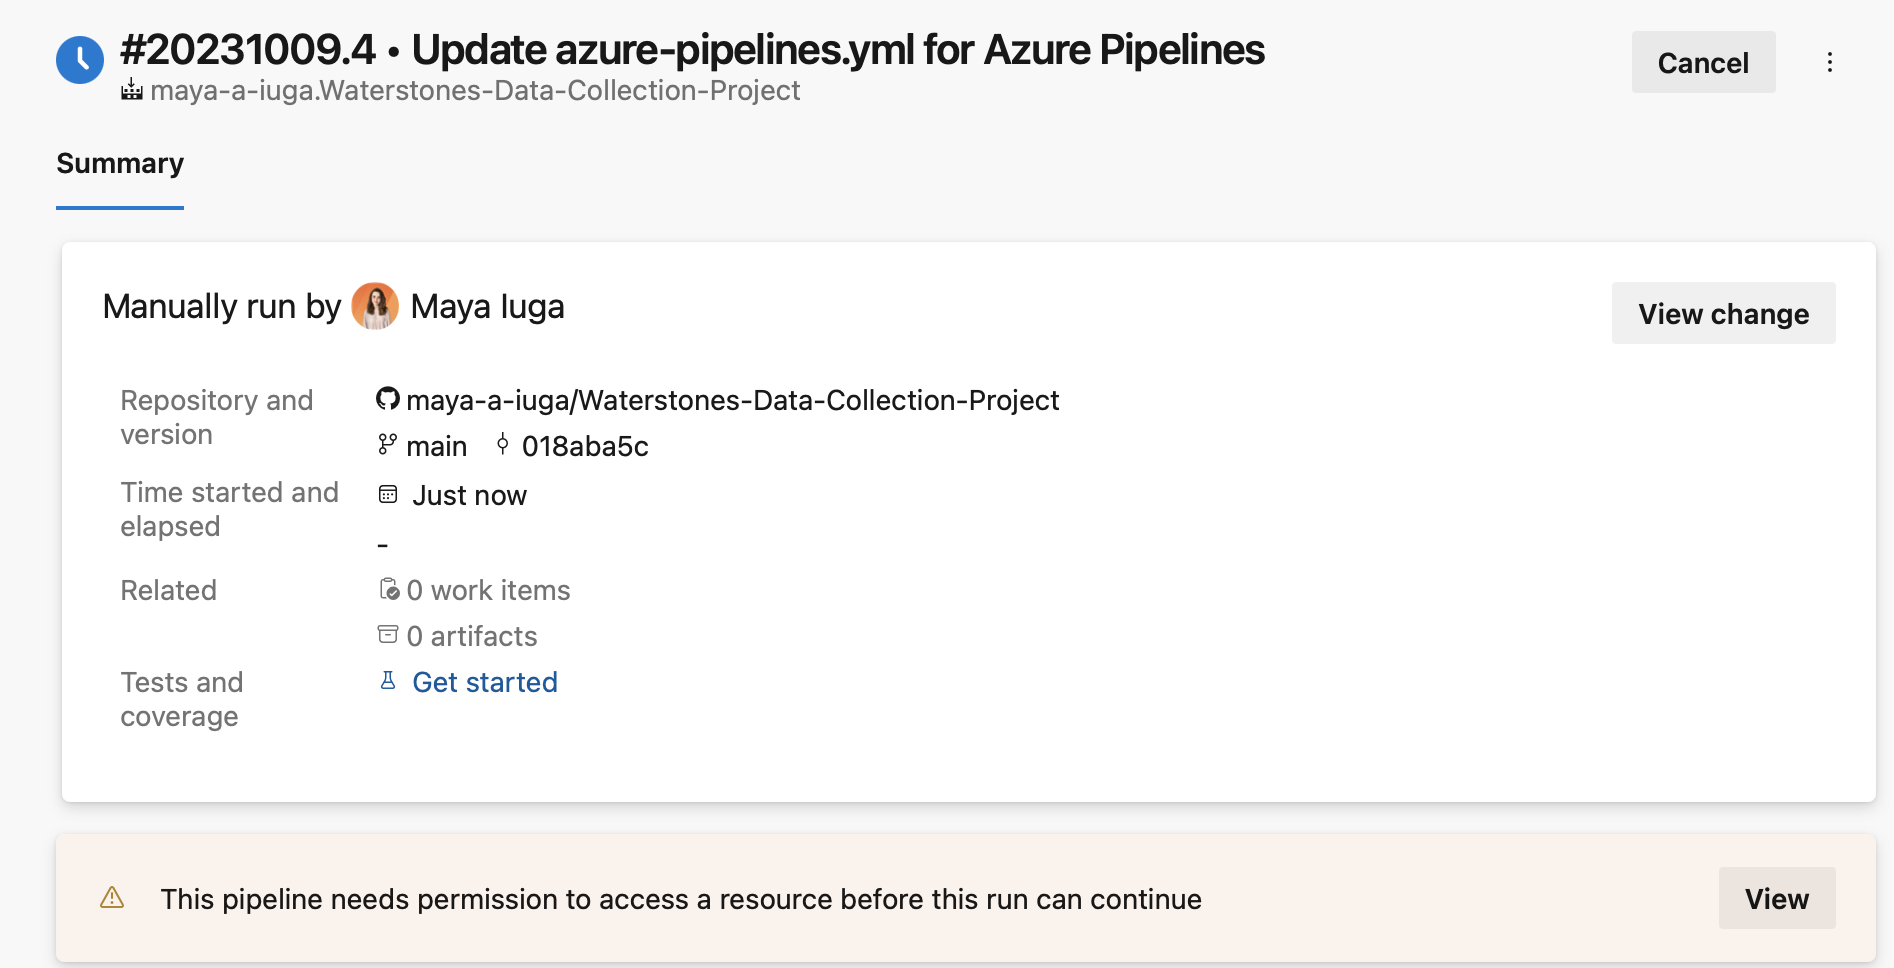 #20231009.4 • Update azure-pipelines.yml for Azure Pipelines
Cancel
maya-a-iuga.Waterstones-Data-Collection-Project
Summary
Manually run by Maya Iuga
View change
Repository and
version
maya-a-iuga/Waterstones-Data-Collection-Project
main 018aba5c
Time started and
elapsed
Just now
-
Related
0 work items
0 artifacts
Tests and
coverage
Get started
This pipeline needs permission to access a resource before this run can continue
View